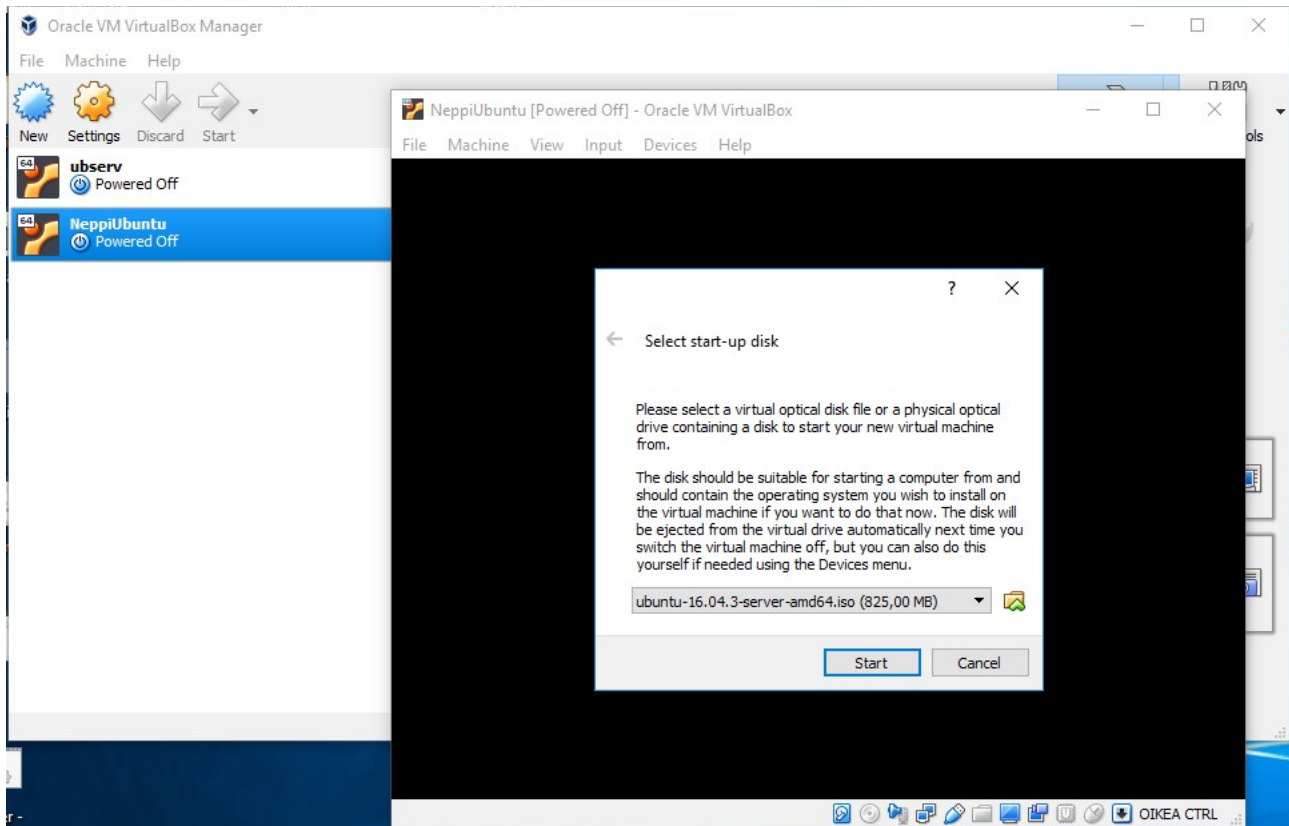 Oracle VM VirtualBox Manager
File Machine Help
New Settings Discard Start
ols
64
ubserv
Powered Off
64
NeppiUbuntu
Powered Off
NeppiUbuntu [Powered Off] - Oracle VM VirtualBox
File Machine View Input Devices Help
?
Select start-up disk
Please select a virtual optical disk file or a physical optical
drive containing a disk to start your new virtual machine
from.
The disk should be suitable for starting a computer from and
should contain the operating system you wish to install on
the virtual machine if you want to do that now. The disk will
be ejected from the virtual drive automatically next time you
switch the virtual machine off, but you can also do this
yourself if needed using the Devices menu.
ubuntu-16.04.3-server-amd64.iso (825,00 MB)
Start Cancel
r -
OIKEA CTRL